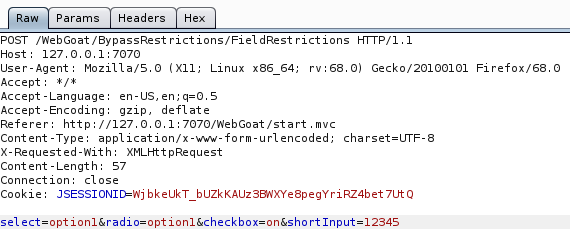 Raw Params Headers Hex
POST /WebGoat/BypassRestrictions/FieldRestrictions HTTP/1.1
Host: 127.0.0.1:7070
User-Agent: Mozilla/5.0 (X11; Linux x86_64; rv:68.0) Gecko/20100101 Firefox/68.0
Accept: */*
Accept-Language: en-US,en;q=0.5
Accept-Encoding: gzip, deflate
Referer: http://127.0.0.1:7070/WebGoat/start.mvc
Content-Type: application/x-www-form-urlencoded; charset=UTF-8
X-Requested-With: XMLHttpRequest
Content-Length: 57
Connection: close
Cookie: JSESSIONID=WjbkeUkT_bUZkKAUz3BWXYe8pegYriRZ4bet7UtQ
select=option1&radio=option1&checkbox=on&shortInput=12345